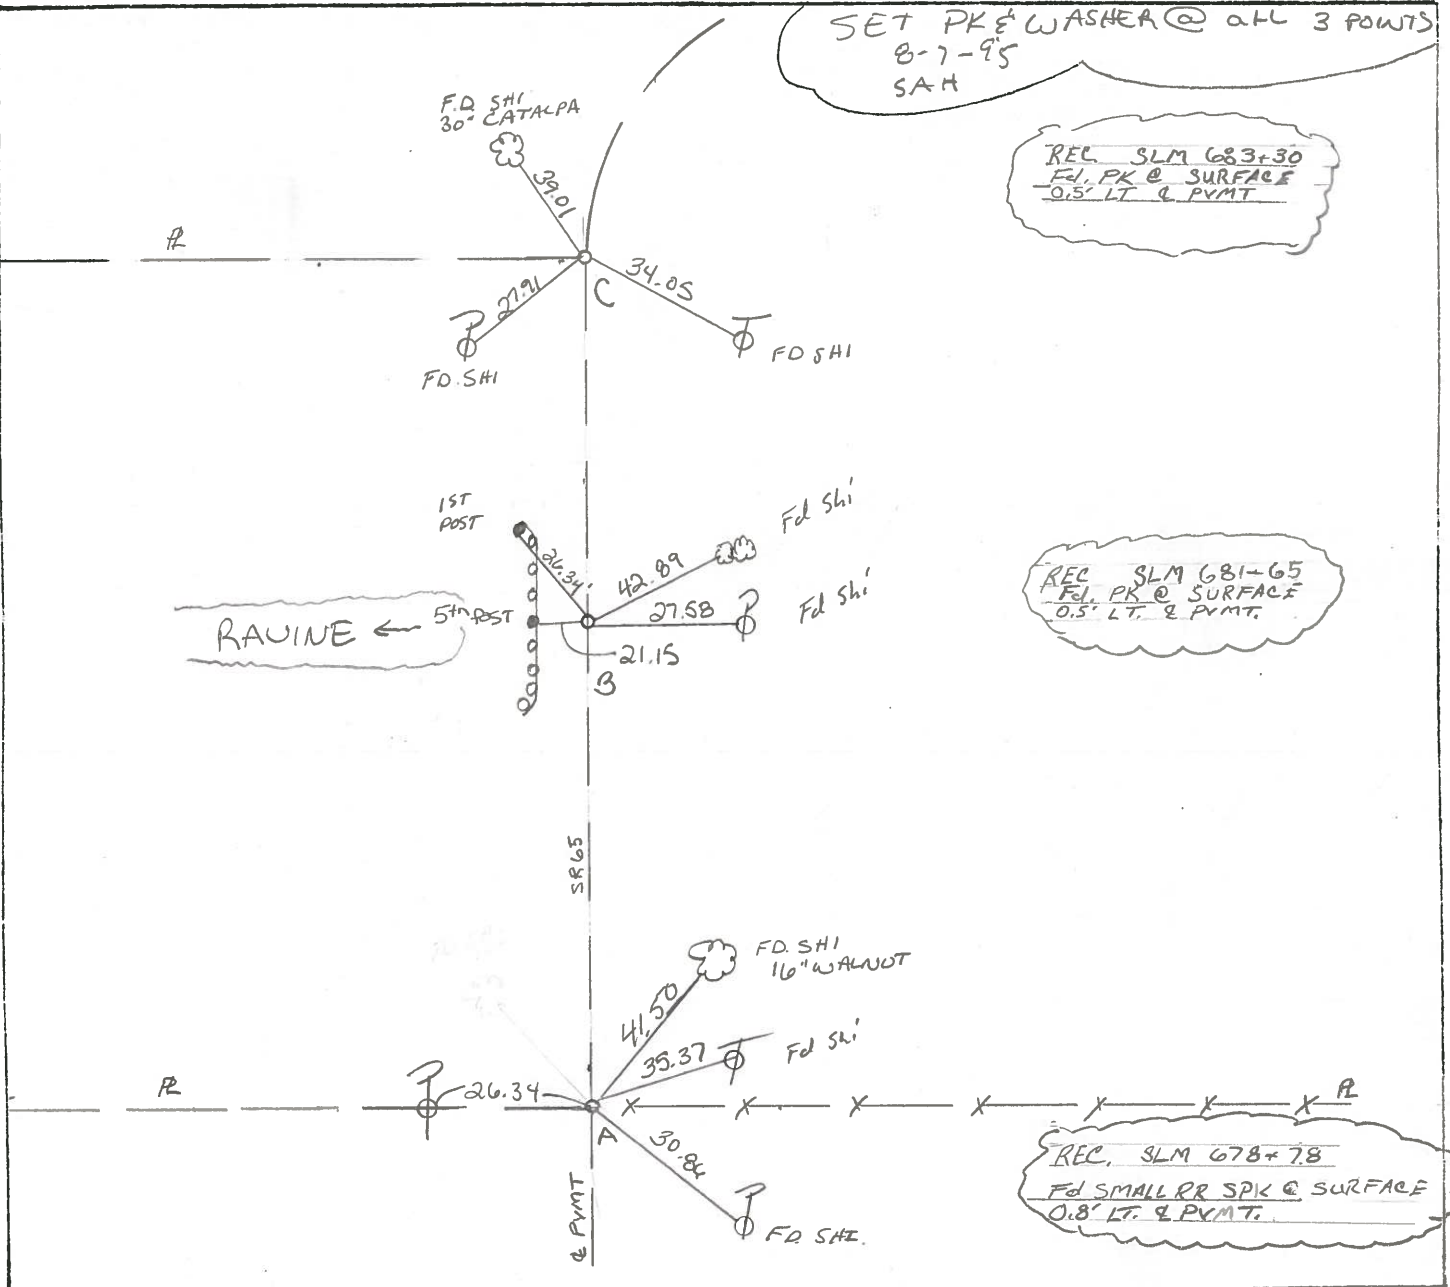 SET PK & WASHER @ ALL 3 POINTS
8-7-95
SAH
F.D. SHI
30" CATALPA
39.01
REC. SLM 683+30
Fd. PK @ SURFACE
0.5' LT ℄ PVMT
PL
27.91
C
34.05
FD. SHI
FD SHI
1ST
POST
26.34'
42.89
Fd Shi
RAVINE ← 5th POST
27.58
Fd Shi
21.15
B
REC SLM 681+65
Fd. PK @ SURFACE
0.5' LT. ℄ PVMT.
SR65
FD. SHI
16" WALNUT
41.50
35.37
Fd Shi
PL
26.34
A
PL
30.86
FD. SHI.
℄ PVMT
REC. SLM 678+78
Fd SMALL RR SPK @ SURFACE
0.8' LT. ℄ PVMT.